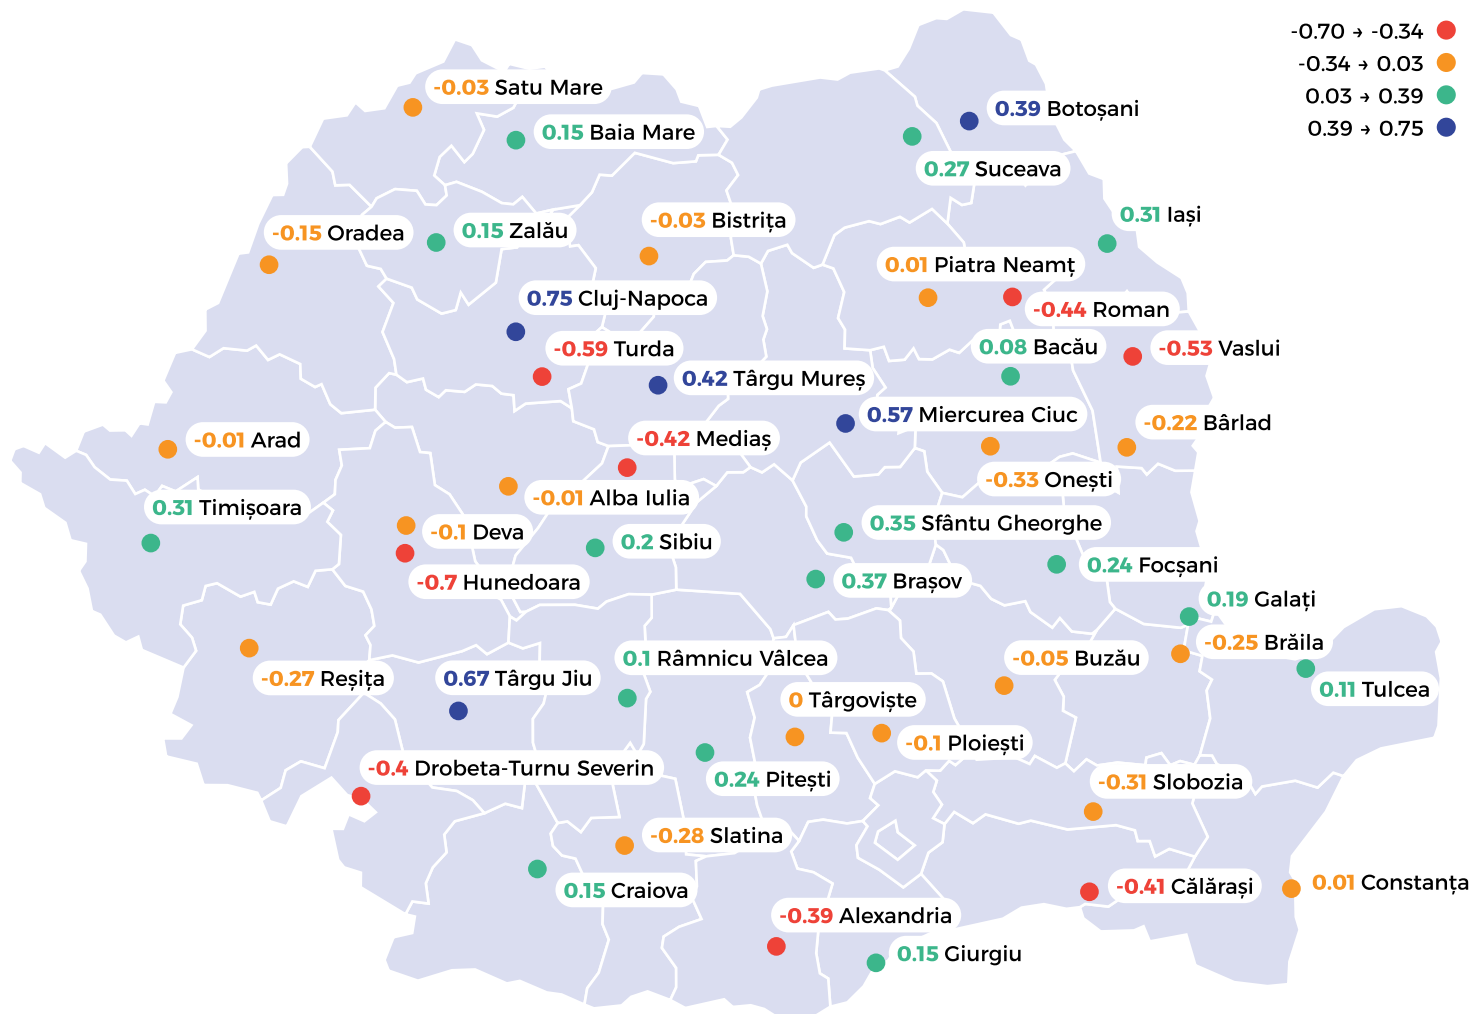 -0.70 → -0.34
-0.34 → 0.03
0.03 → 0.39
0.39 → 0.75
-0.03 Satu Mare
0.15 Baia Mare
0.39 Botoșani
0.27 Suceava
0.31 Iași
-0.15 Oradea
0.15 Zalău
-0.03 Bistrița
0.01 Piatra Neamț
-0.44 Roman
0.75 Cluj-Napoca
-0.59 Turda
0.08 Bacău
-0.53 Vaslui
0.42 Târgu Mureș
0.57 Miercurea Ciuc
-0.22 Bârlad
-0.01 Arad
-0.42 Mediaș
-0.33 Onești
-0.01 Alba Iulia
0.31 Timișoara
-0.1 Deva
0.2 Sibiu
0.35 Sfântu Gheorghe
-0.7 Hunedoara
0.37 Brașov
0.24 Focșani
0.19 Galați
-0.25 Brăila
-0.27 Reșița
0.67 Târgu Jiu
0.1 Râmnicu Vâlcea
-0.05 Buzău
0.11 Tulcea
0 Târgoviște
-0.1 Ploiești
-0.4 Drobeta-Turnu Severin
0.24 Pitești
-0.31 Slobozia
-0.28 Slatina
0.15 Craiova
-0.41 Călărași
0.01 Constanța
-0.39 Alexandria
0.15 Giurgiu